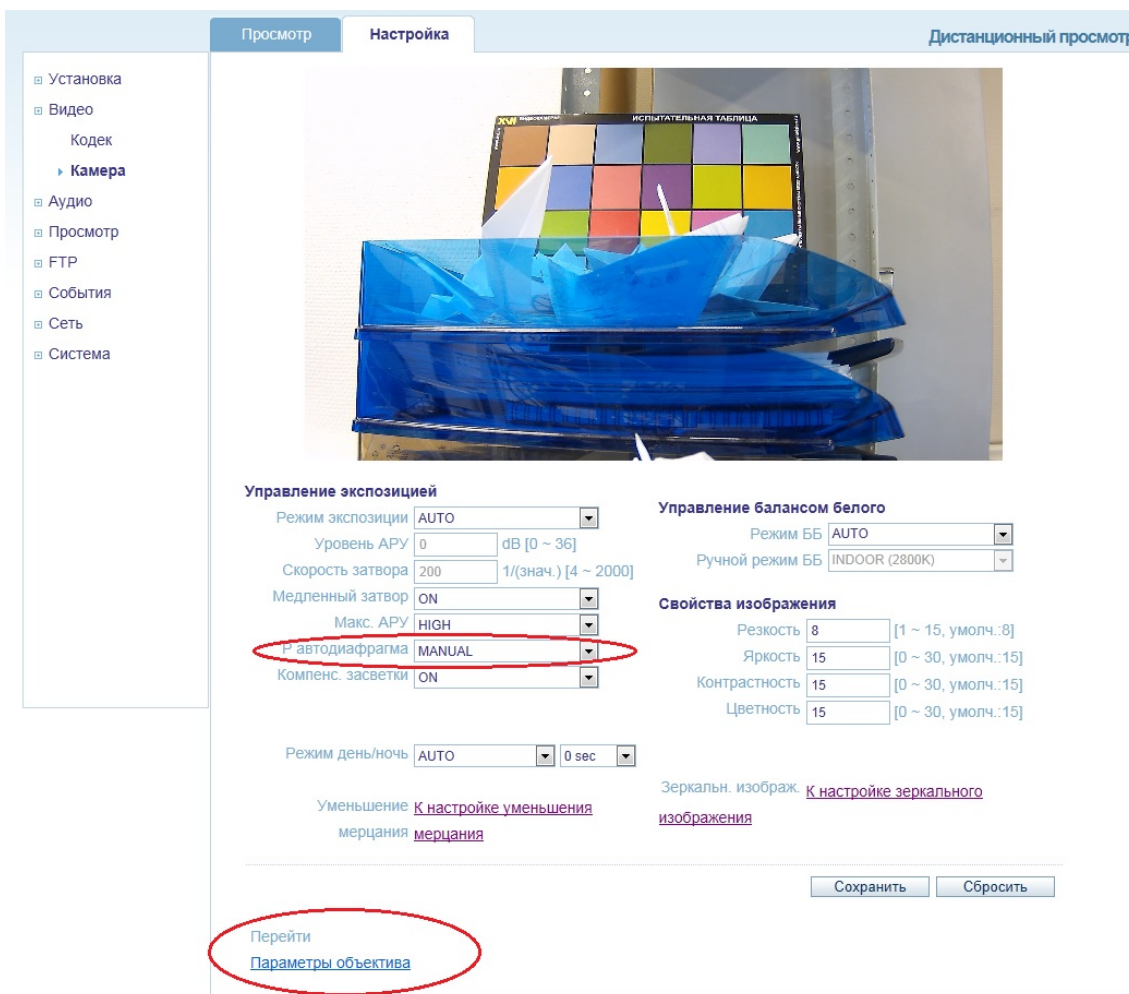 Просмотр
Настройка
Дистанционный просмотр
Установка
Видео
Кодек
Камера
Аудио
Просмотр
FTP
События
Сеть
Система
ИСПЫТАТЕЛЬНАЯ ТАБЛИЦА
Управление экспозицией
Режим экспозиции AUTO
Уровень АРУ 0 dB [0 ~ 36]
Скорость затвора 200 1/(знач.) [4 ~ 2000]
Медленный затвор ON
Макс. АРУ HIGH
Р автодиафрагма MANUAL
Компенс. засветки ON
Режим день/ночь AUTO 0 sec
Уменьшение К настройке уменьшения
мерцания мерцания
Управление балансом белого
Режим ББ AUTO
Ручной режим ББ INDOOR (2800K)
Свойства изображения
Резкость 8 [1 ~ 15, умолч.:8]
Яркость 15 [0 ~ 30, умолч.:15]
Контрастность 15 [0 ~ 30, умолч.:15]
Цветность 15 [0 ~ 30, умолч.:15]
Зеркальн. изображ. К настройке зеркального
изображения
Сохранить Сбросить
Перейти
Параметры объектива